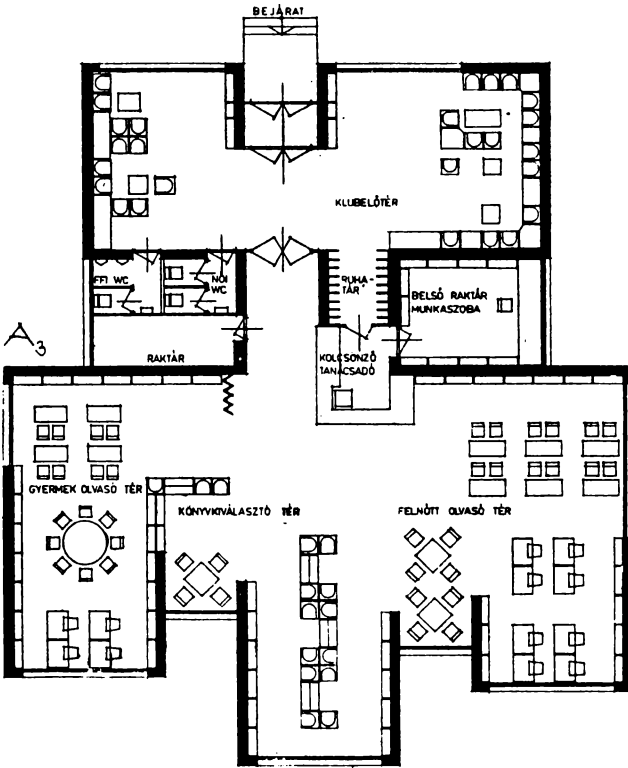 BEJÁRAT
KLUBELŐTÉR
FFI WC
NŐI
WC
RUHA-
TÁR
BELSŐ RAKTÁR
MUNKASZOBA
A3
RAKTÁR
KÖLCSÖNZŐ
TANÁCSADÓ
GYERMEK OLVASÓ TÉR
KÖNYVKIVÁLASZTÓ TÉR
FELNŐTT OLVASÓ TÉR